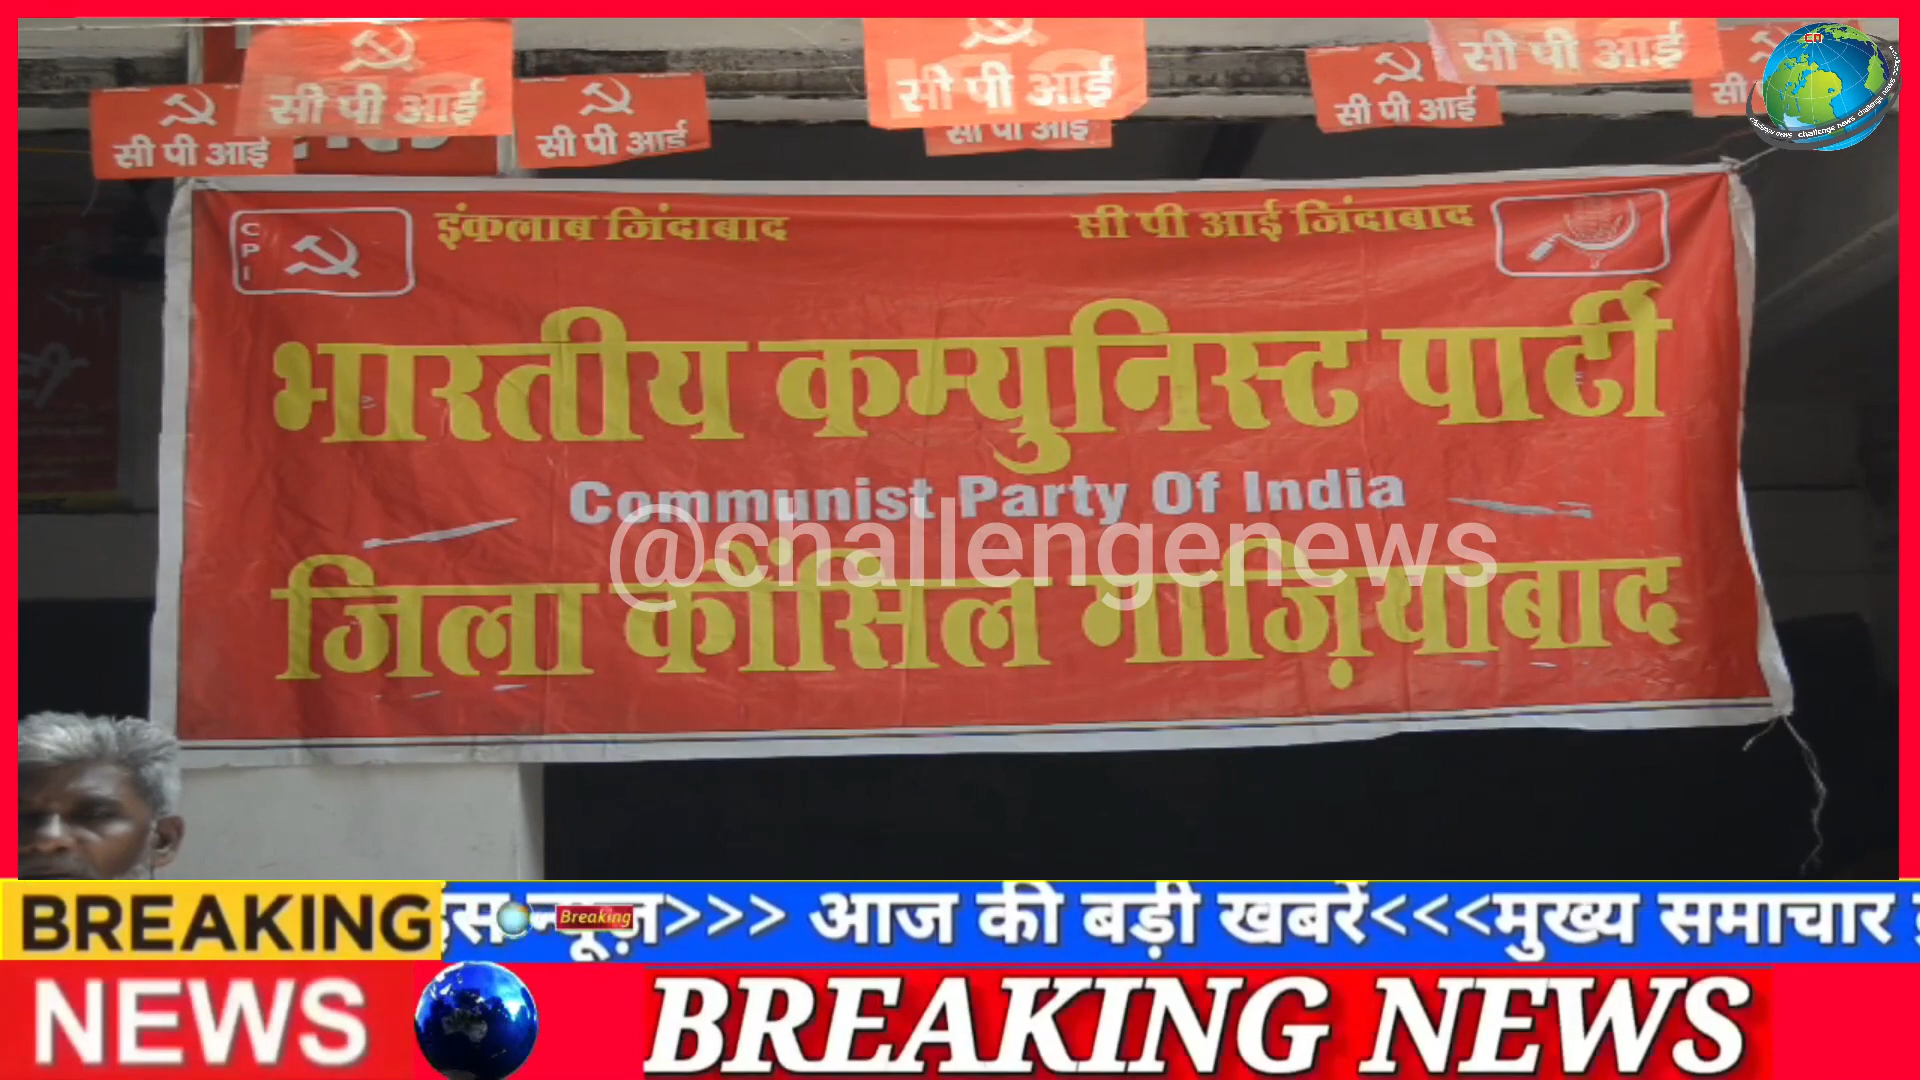 सी पी आई
सी पी आई
सी पी आई
सी पी आई
सी पी आई
सी पी आई
सी पी आई
सी
CPI
इंकलाब जिंदाबाद
सी पी आई जिंदाबाद
भारतीय कम्युनिस्ट पार्टी
Communist Party Of India
@challengenews
जिला कौंसिल गाज़ियाबाद
BREAKING
न्यूज़>>> आज की बड़ी खबरें<<<मुख्य समाचार
Breaking
NEWS
BREAKING NEWS